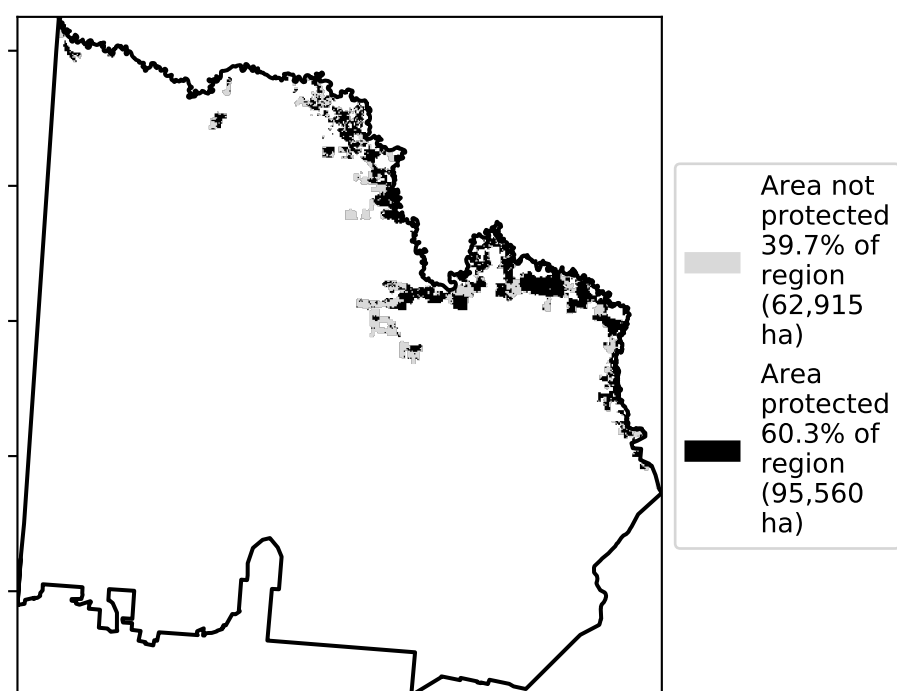 Area not
protected
39.7% of
region
(62,915
ha)
Area
protected
60.3% of
region
(95,560
ha)